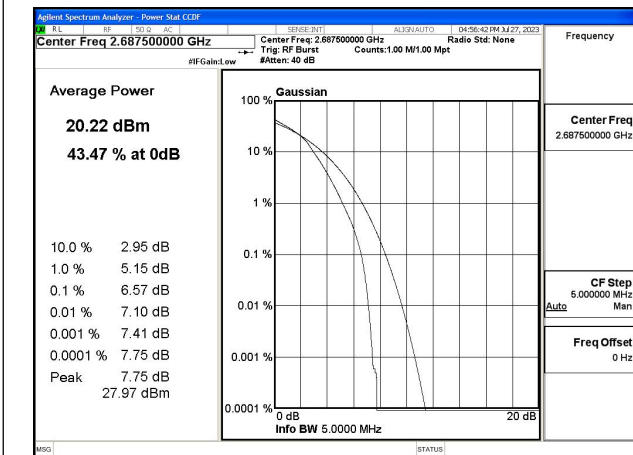 Agilent Spectrum Analyzer - Power Stat CCDF
RL RF 50 Ω AC SENSE:INT ALIGN AUTO 04:56:42 PM Jul 27, 2023
Center Freq 2.687500000 GHz
Center Freq: 2.687500000 GHz Radio Std: None
Trig: RF Burst Counts:1.00 M/1.00 Mpt
#IFGain:Low #Atten: 40 dB
Frequency
Average Power
20.22 dBm
43.47 % at 0dB
10.0 % 2.95 dB
1.0 % 5.15 dB
0.1 % 6.57 dB
0.01 % 7.10 dB
0.001 % 7.41 dB
0.0001 % 7.75 dB
Peak 7.75 dB
27.97 dBm
Gaussian
100 %
10 %
1 %
0.1 %
0.01 %
0.001 %
0.0001 %
0 dB 20 dB
Info BW 5.0000 MHz
Center Freq
2.687500000 GHz
CF Step
5.000000 MHz
Auto Man
Freq Offset
0 Hz
MSG STATUS